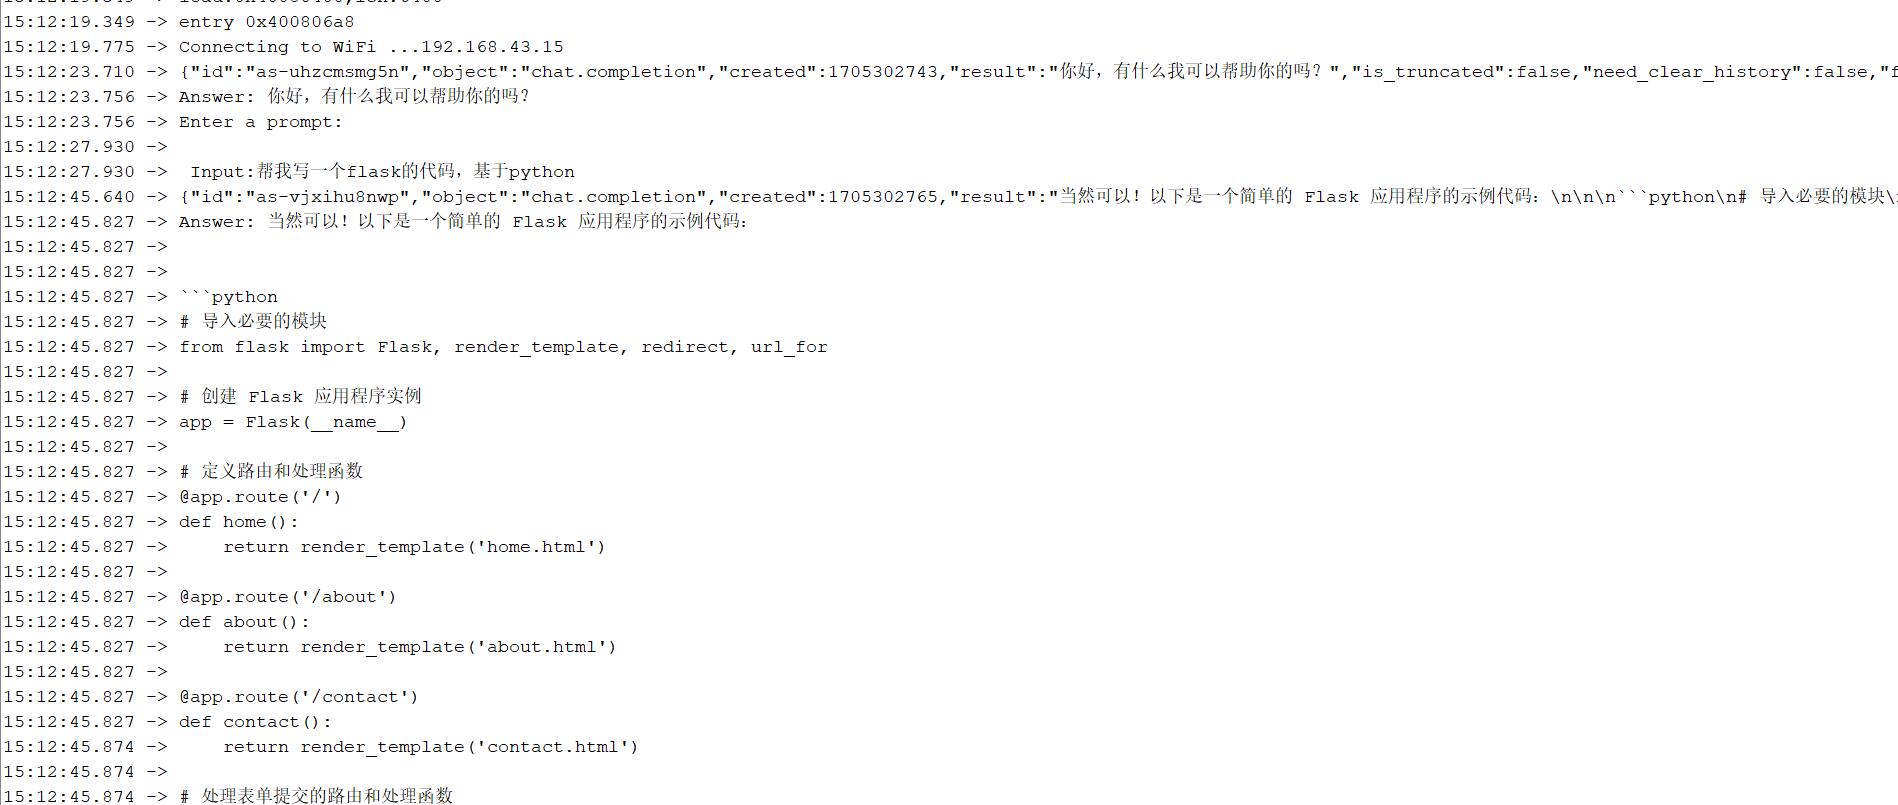 15:12:19.349 -> entry 0x400806a8
15:12:19.775 -> Connecting to WiFi ...192.168.43.15
15:12:23.710 -> {"id":"as-uhzcmsmg5n","object":"chat.completion","created":1705302743,"result":"你好，有什么我可以帮助你的吗？","is_truncated":false,"need_clear_history":false,"f
15:12:23.756 -> Answer: 你好，有什么我可以帮助你的吗？
15:12:23.756 -> Enter a prompt:
15:12:27.930 ->
15:12:27.930 ->  Input:帮我写一个flask的代码，基于python
15:12:45.640 -> {"id":"as-vjxihu8nwp","object":"chat.completion","created":1705302765,"result":"当然可以！以下是一个简单的 Flask 应用程序的示例代码：\n\n\n```python\n# 导入必要的模块\
15:12:45.827 -> Answer: 当然可以！以下是一个简单的 Flask 应用程序的示例代码：
15:12:45.827 ->
15:12:45.827 ->
15:12:45.827 -> ```python
15:12:45.827 -> # 导入必要的模块
15:12:45.827 -> from flask import Flask, render_template, redirect, url_for
15:12:45.827 ->
15:12:45.827 -> # 创建 Flask 应用程序实例
15:12:45.827 -> app = Flask(__name__)
15:12:45.827 ->
15:12:45.827 -> # 定义路由和处理函数
15:12:45.827 -> @app.route('/')
15:12:45.827 -> def home():
15:12:45.827 ->     return render_template('home.html')
15:12:45.827 ->
15:12:45.827 -> @app.route('/about')
15:12:45.827 -> def about():
15:12:45.827 ->     return render_template('about.html')
15:12:45.827 ->
15:12:45.827 -> @app.route('/contact')
15:12:45.827 -> def contact():
15:12:45.874 ->     return render_template('contact.html')
15:12:45.874 ->
15:12:45.874 -> # 处理表单提交的路由和处理函数